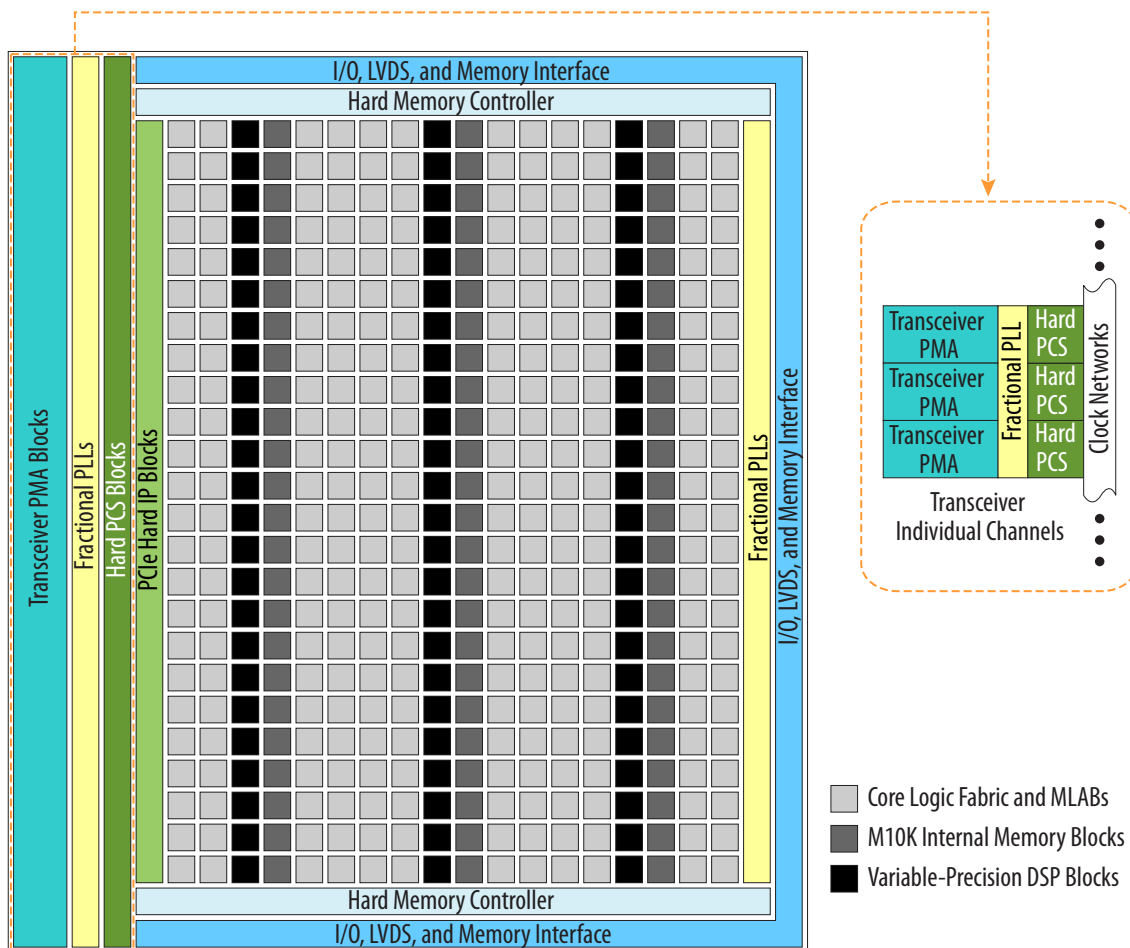 I/O, LVDS, and Memory Interface
Hard Memory Controller
Transceiver PMA Blocks
Fractional PLLs
Hard PCS Blocks
PCIe Hard IP Blocks
Fractional PLLs
I/O, LVDS, and Memory Interface
Hard Memory Controller
I/O, LVDS, and Memory Interface
Transceiver
PMA
Transceiver
PMA
Transceiver
PMA
Fractional PLL
Hard
PCS
Hard
PCS
Hard
PCS
Clock Networks
Transceiver
Individual Channels
Core Logic Fabric and MLABs
M10K Internal Memory Blocks
Variable-Precision DSP Blocks